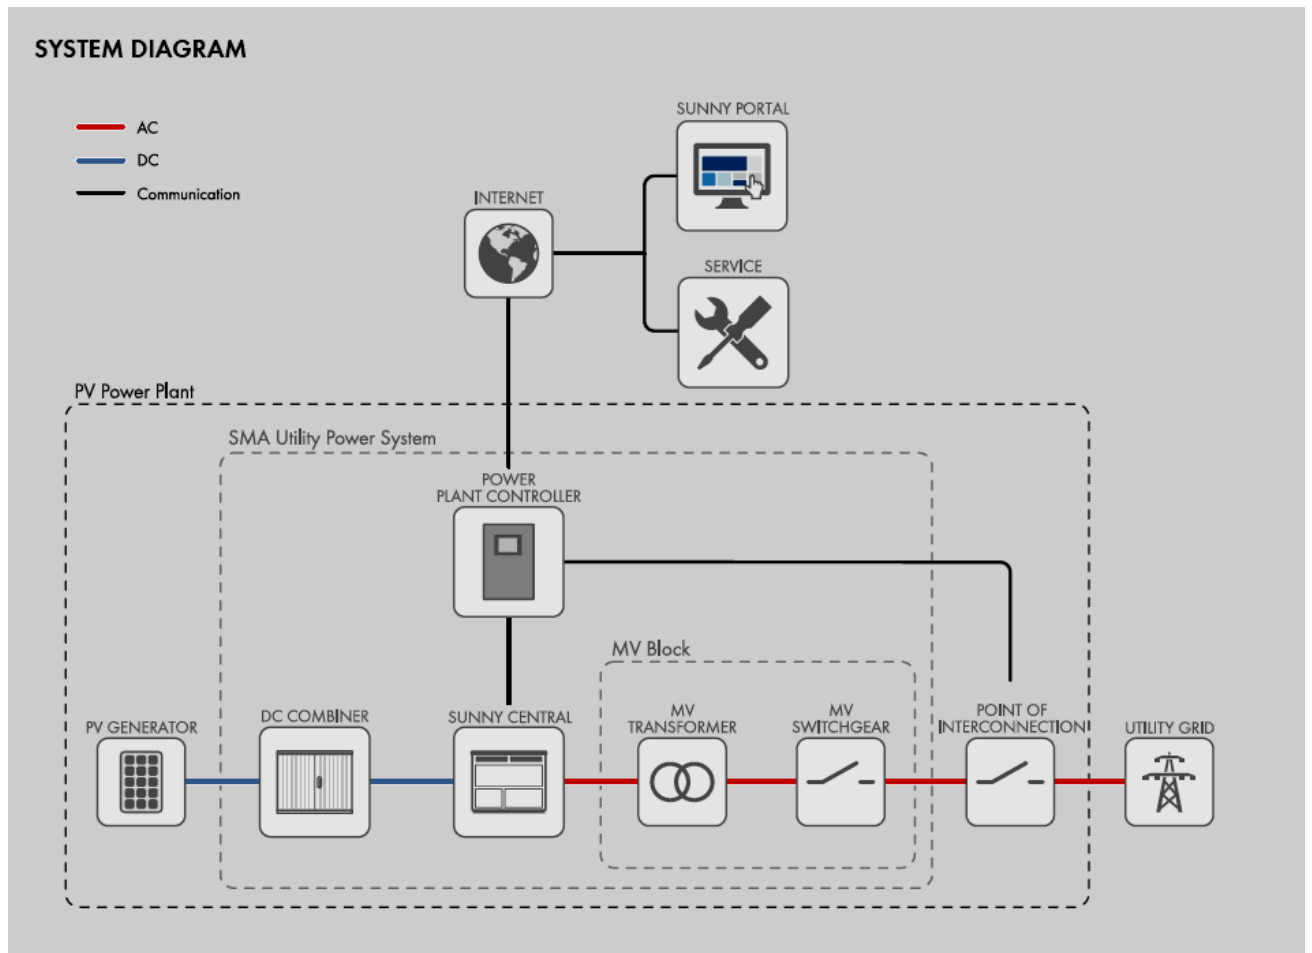 SYSTEM DIAGRAM
AC
DC
Communication
SUNNY PORTAL
INTERNET
SERVICE
PV Power Plant
SMA Utility Power System
POWER
PLANT CONTROLLER
MV Block
PV GENERATOR
DC COMBINER
SUNNY CENTRAL
MV
TRANSFORMER
MV
SWITCHGEAR
POINT OF
INTERCONNECTION
UTILITY GRID